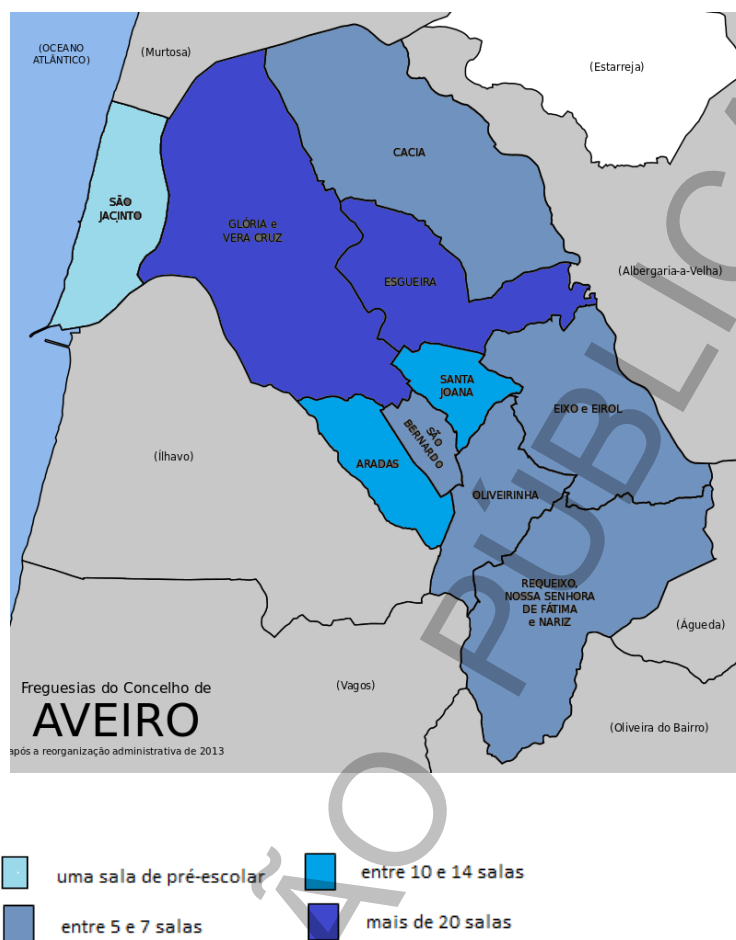 (OCEANO
ATLÂNTICO)
(Murtosa)
(Estarreja)
CACIA
SÃO
JACINTO
GLÓRIA e
VERA CRUZ
(Albergaria-a-Velha)
ESGUEIRA
SANTA
JOANA
EIXO e EIROL
SÃO
BERNARDO
(Ílhavo)
ARADAS
OLIVEIRINHA
REQUEIXO,
NOSSA SENHORA
DE FÁTIMA
e NARIZ
(Águeda)
(Vagos)
(Oliveira do Bairro)
Freguesias do Concelho de
AVEIRO
após a reorganização administrativa de 2013
uma sala de pré-escolar
entre 10 e 14 salas
entre 5 e 7 salas
mais de 20 salas
ÃO PÚBLIC